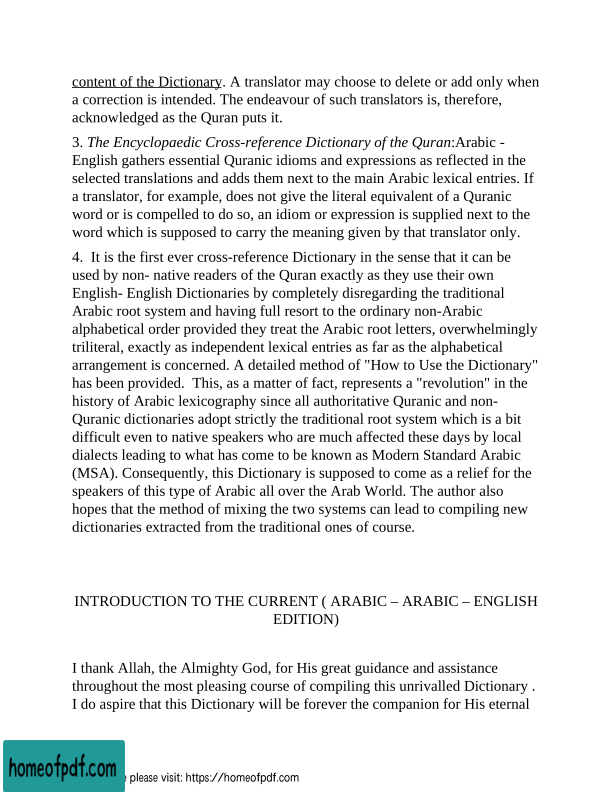 content of the Dictionary. A translator may choose to delete or add only when
a correction is intended. The endeavour of such translators is, therefore,
acknowledged as the Quran puts it.
3. The Encyclopaedic Cross-reference Dictionary of the Quran:Arabic -
English gathers essential Quranic idioms and expressions as reflected in the
selected translations and adds them next to the main Arabic lexical entries. If
a translator, for example, does not give the literal equivalent of a Quranic
word or is compelled to do so, an idiom or expression is supplied next to the
word which is supposed to carry the meaning given by that translator only.
4.  It is the first ever cross-reference Dictionary in the sense that it can be
used by non- native readers of the Quran exactly as they use their own
English- English Dictionaries by completely disregarding the traditional
Arabic root system and having full resort to the ordinary non-Arabic
alphabetical order provided they treat the Arabic root letters, overwhelmingly
triliteral, exactly as independent lexical entries as far as the alphabetical
arrangement is concerned. A detailed method of "How to Use the Dictionary"
has been provided.  This, as a matter of fact, represents a "revolution" in the
history of Arabic lexicography since all authoritative Quranic and non-
Quranic dictionaries adopt strictly the traditional root system which is a bit
difficult even to native speakers who are much affected these days by local
dialects leading to what has come to be known as Modern Standard Arabic
(MSA). Consequently, this Dictionary is supposed to come as a relief for the
speakers of this type of Arabic all over the Arab World. The author also
hopes that the method of mixing the two systems can lead to compiling new
dictionaries extracted from the traditional ones of course.
INTRODUCTION TO THE CURRENT ( ARABIC – ARABIC – ENGLISH
EDITION)
I thank Allah, the Almighty God, for His great guidance and assistance
throughout the most pleasing course of compiling this unrivalled Dictionary .
I do aspire that this Dictionary will be forever the companion for His eternal
homeofpdf.com
please visit: https://homeofpdf.com